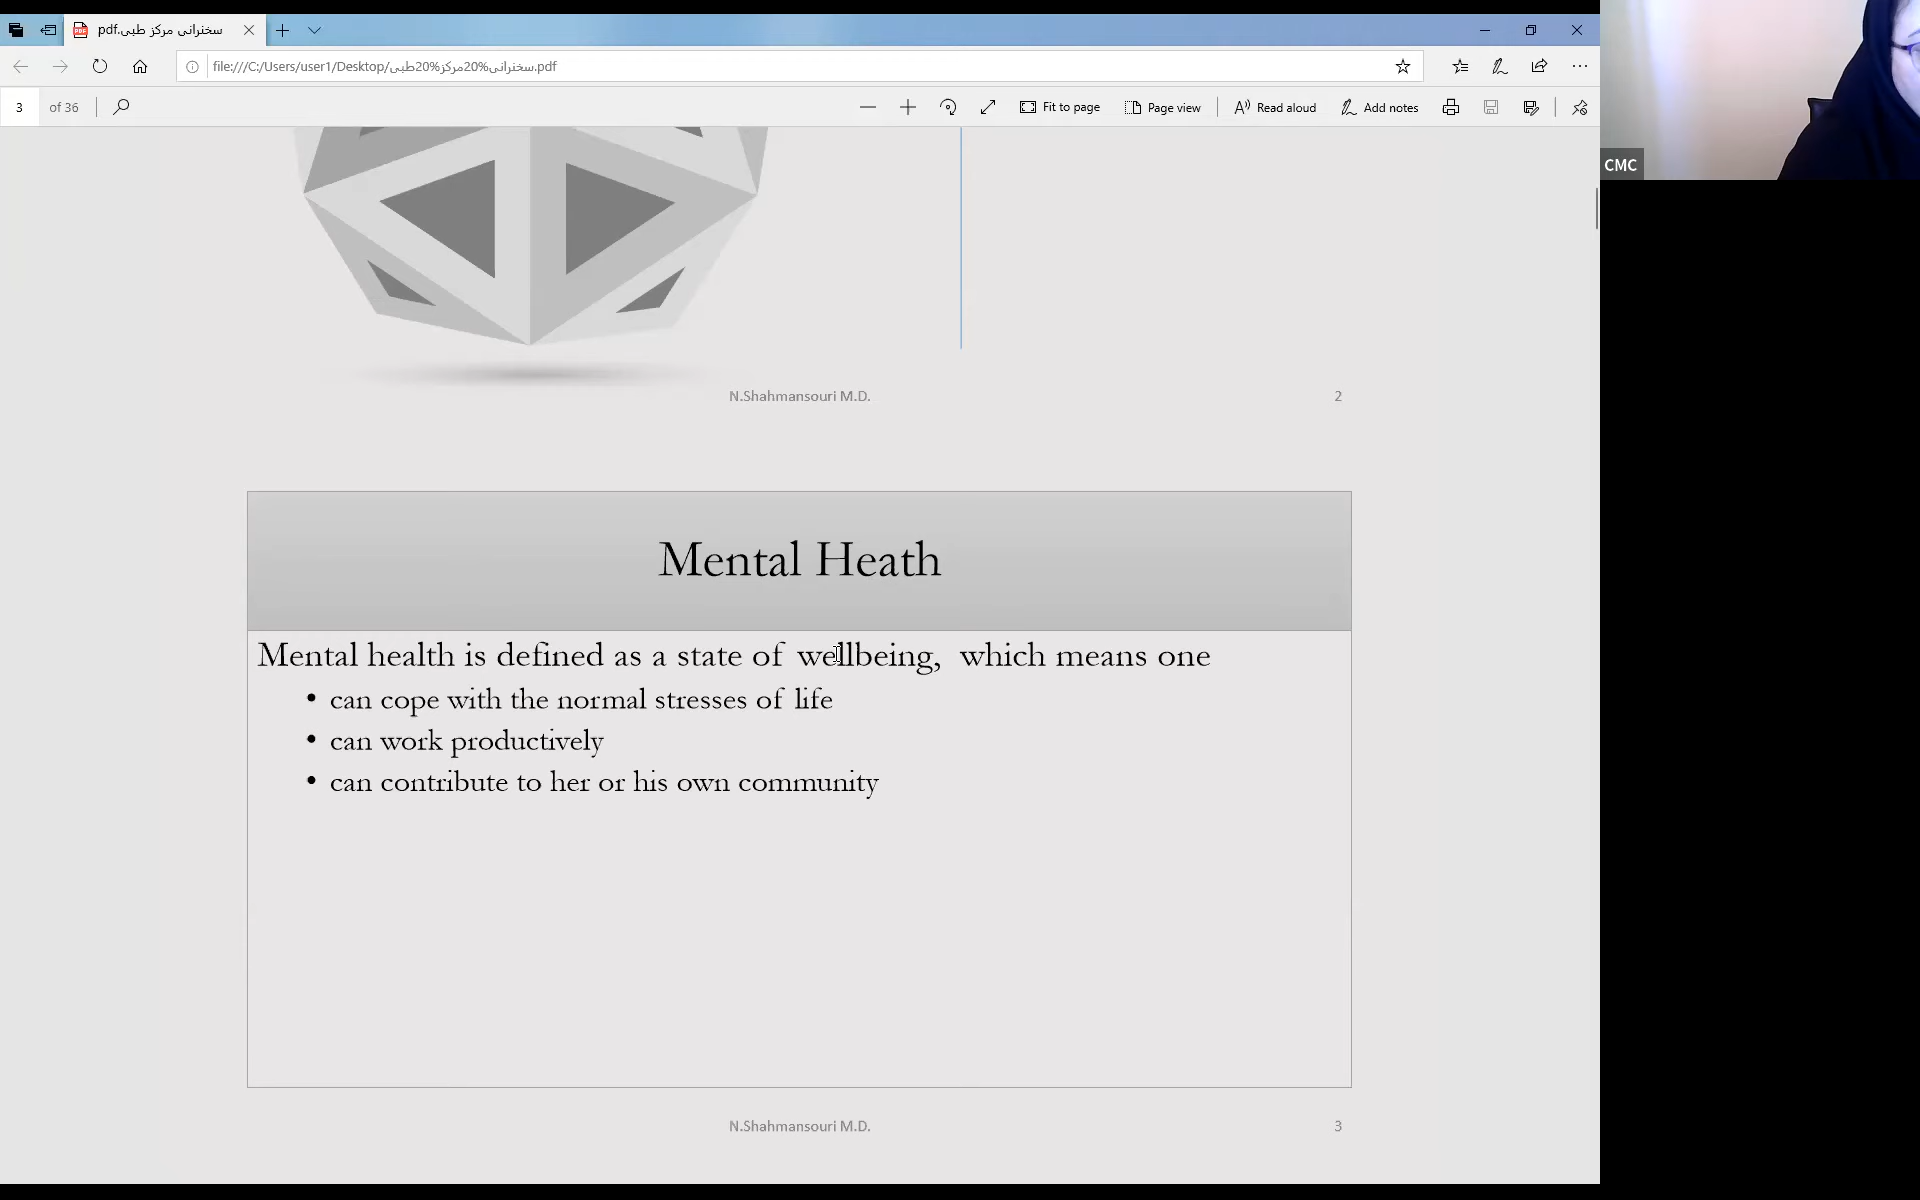 سخنرانی مرکز طبی.pdf
file:///C:/Users/user1/Desktop/سخنرانی%20مرکز%20طبی.pdf
CMC
3 of 36
Fit to page
Page view
Read aloud
Add notes
N.Shahmansouri M.D.
2
Mental Heath
Mental health is defined as a state of wellbeing, which means one
• can cope with the normal stresses of life
• can work productively
• can contribute to her or his own community
N.Shahmansouri M.D.
3